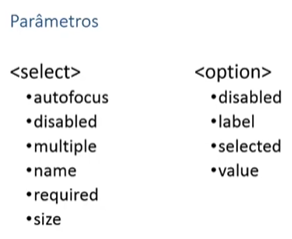 Parâmetros
<select>
•autofocus
•disabled
•multiple
•name
•required
•size
<option>
•disabled
•label
•selected
•value